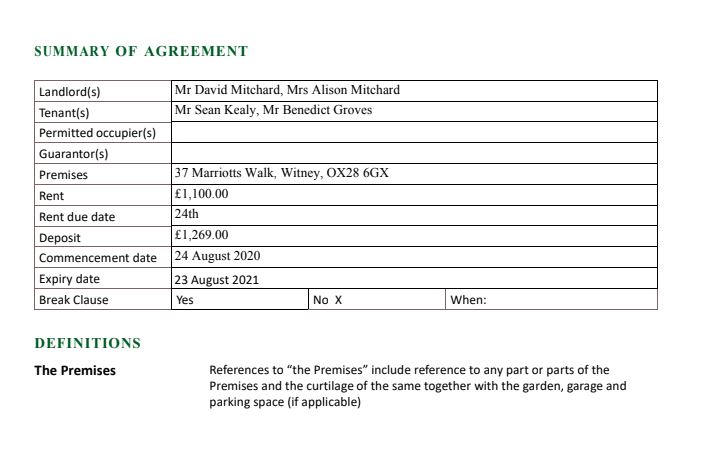 SUMMARY OF AGREEMENT
Landlord(s) Mr David Mitchard, Mrs Alison Mitchard
Tenant(s) Mr Sean Kealy, Mr Benedict Groves
Permitted occupier(s)
Guarantor(s)
Premises 37 Marriotts Walk, Witney, OX28 6GX
Rent £1,100.00
Rent due date 24th
Deposit £1,269.00
Commencement date 24 August 2020
Expiry date 23 August 2021
Break Clause Yes No X When:
DEFINITIONS
The Premises References to “the Premises” include reference to any part or parts of the
Premises and the curtilage of the same together with the garden, garage and
parking space (if applicable)